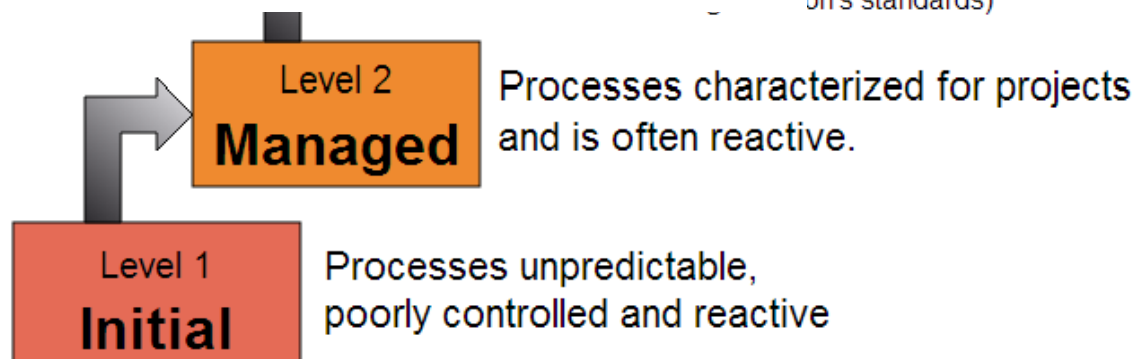 standards)
Level 2
Managed
Processes characterized for projects
and is often reactive.
Level 1
Initial
Processes unpredictable,
poorly controlled and reactive